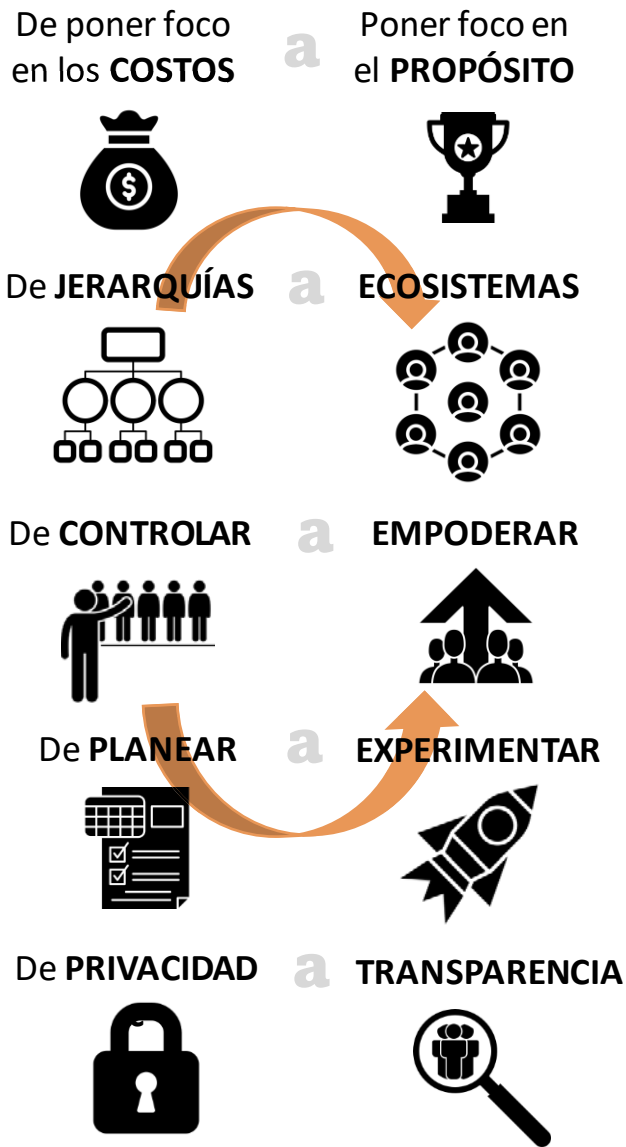 De poner foco
en los COSTOS
a
Poner foco en
el PROPÓSITO
$
De JERARQUÍAS a ECOSISTEMAS
De CONTROLAR a EMPODERAR
De PLANEAR a EXPERIMENTAR
De PRIVACIDAD a TRANSPARENCIA